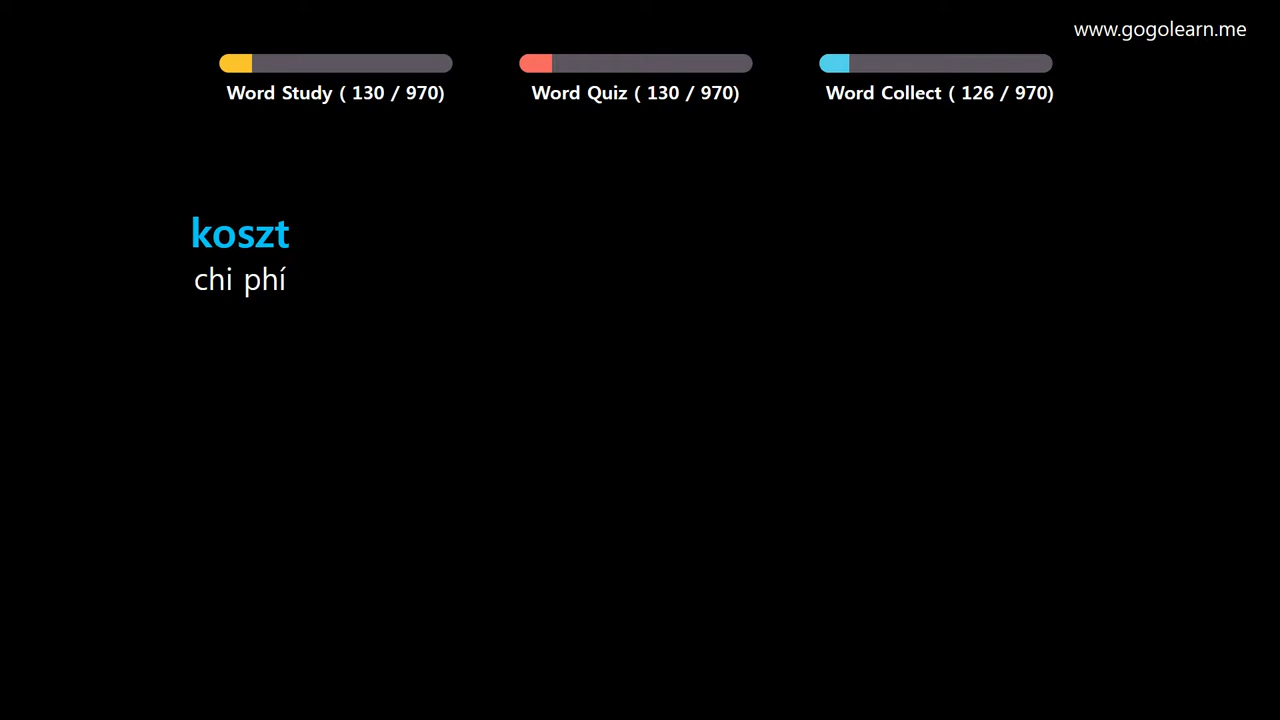 www.gogolearn.me
Word Study ( 130 / 970)
Word Quiz ( 130 / 970)
Word Collect ( 126 / 970)
koszt
chi phí